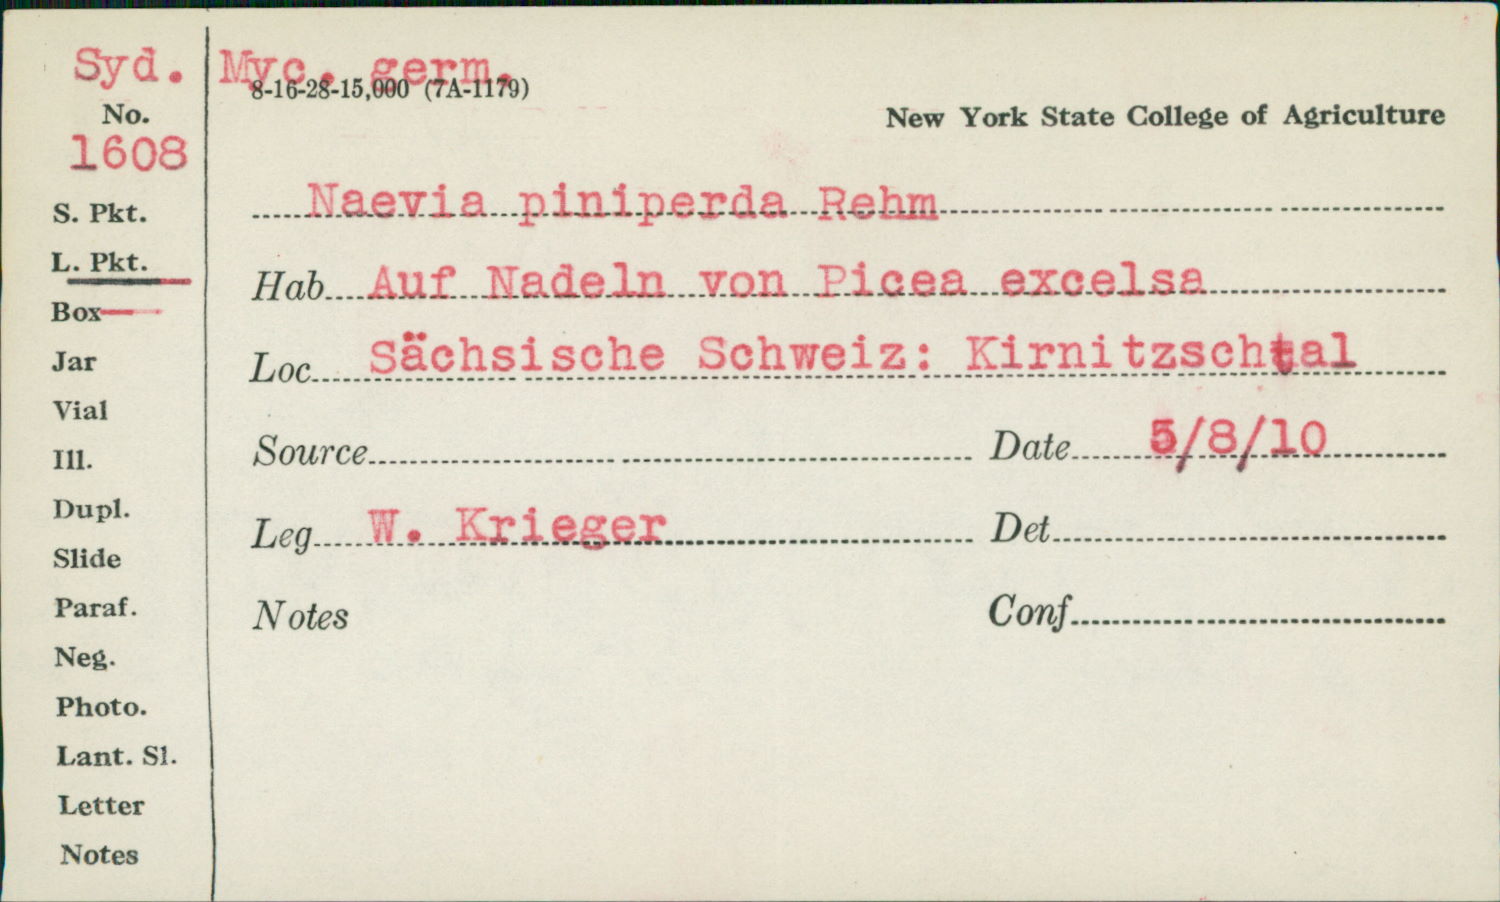 Syd. Myc. germ.
8-16-28-15,000 (7A-1179)
No.
New York State College of Agriculture
1608
Naevia piniperda Rehm
S. Pkt.
L. Pkt.
Hab. Auf Nadeln von Picea excelsa
Box
Jar
Loc. Sächsische Schweiz: Kirnitzschtal
Vial
Ill.
Source Date 5/8/10
Dupl.
Slide
Leg W. Krieger Det
Paraf.
Notes Conf
Neg.
Photo.
Lant. Sl.
Letter
Notes